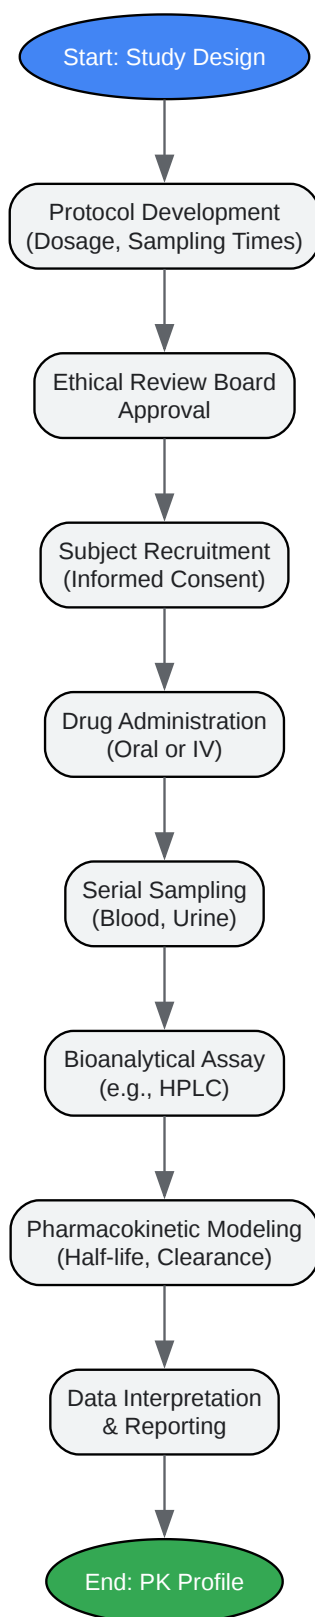 Start: Study Design
Protocol Development
(Dosage, Sampling Times)
Ethical Review Board
Approval
Subject Recruitment
(Informed Consent)
Drug Administration
(Oral or IV)
Serial Sampling
(Blood, Urine)
Bioanalytical Assay
(e.g., HPLC)
Pharmacokinetic Modeling
(Half-life, Clearance)
Data Interpretation
& Reporting
End: PK Profile